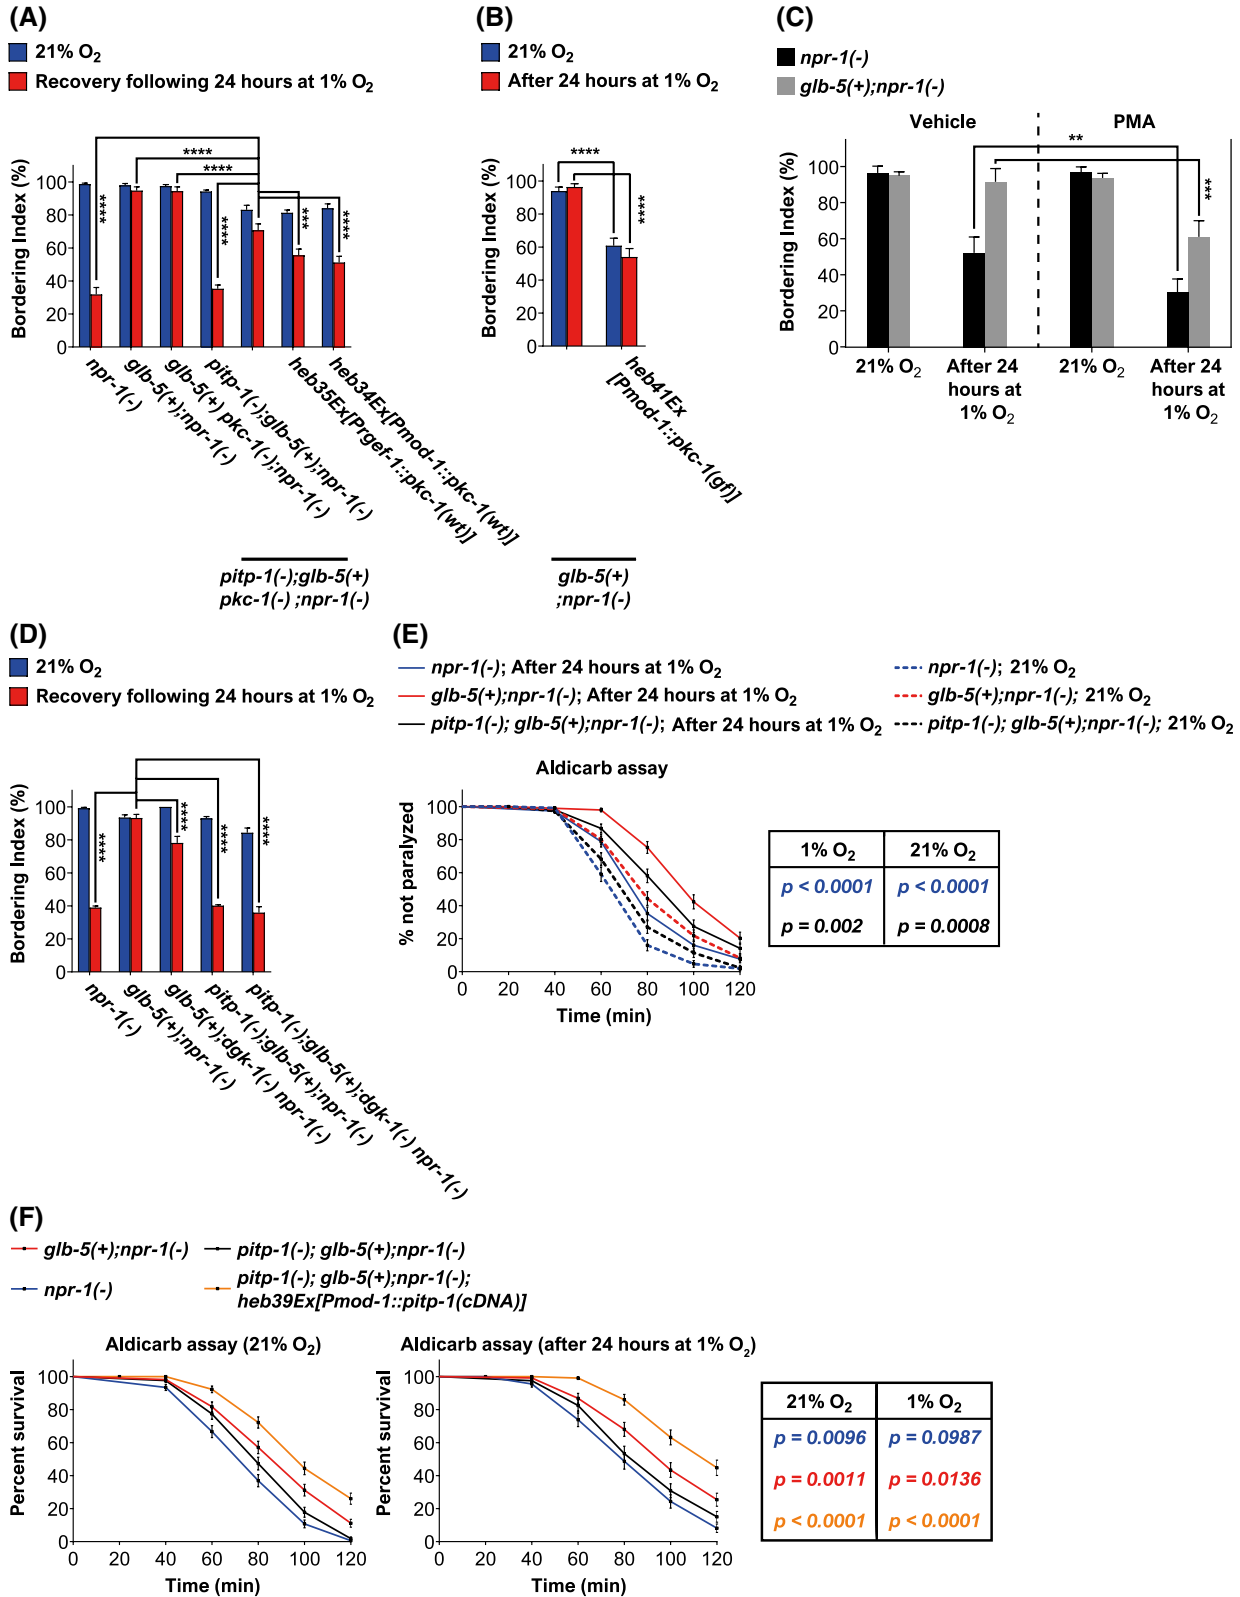 (A)
21% O2
Recovery following 24 hours at 1% O2
Bordering Index (%)
100
80
60
40
20
0
****
****
****
****
***
****
npr-1(-)
glb-5(+);npr-1(-)
glb-5(+) pkc-1(-);npr-1(-)
pitp-1(-);glb-5(+);npr-1(-)
heb35Ex[Prgef-1::pkc-1(wt)]
heb34Ex[Pmod-1::pkc-1(wt)]
pitp-1(-);glb-5(+)
pkc-1(-) ;npr-1(-)
(B)
21% O2
After 24 hours at 1% O2
Bordering Index (%)
100
80
60
40
20
0
****
****
heb41Ex
[Pmod-1::pkc-1(gf)]
glb-5(+)
;npr-1(-)
(C)
npr-1(-)
glb-5(+);npr-1(-)
Vehicle
PMA
Bordering Index (%)
100
80
60
40
20
0
**
***
21% O2
After 24
hours at
1% O2
21% O2
After 24
hours at
1% O2
(D)
21% O2
Recovery following 24 hours at 1% O2
Bordering Index (%)
100
80
60
40
20
0
****
****
****
****
npr-1(-)
glb-5(+);npr-1(-)
glb-5(+);dgk-1(-) npr-1(-)
pitp-1(-);glb-5(+);npr-1(-)
pitp-1(-);glb-5(+);dgk-1(-) npr-1(-)
(E)
npr-1(-); After 24 hours at 1% O2
glb-5(+);npr-1(-); After 24 hours at 1% O2
pitp-1(-); glb-5(+);npr-1(-); After 24 hours at 1% O2
npr-1(-); 21% O2
glb-5(+);npr-1(-); 21% O2
pitp-1(-); glb-5(+);npr-1(-); 21% O2
Aldicarb assay
% not paralyzed
100
80
60
40
20
0
0 20 40 60 80 100 120
Time (min)
1% O2 21% O2
p < 0.0001 p < 0.0001
p = 0.002 p = 0.0008
(F)
glb-5(+);npr-1(-)
npr-1(-)
pitp-1(-); glb-5(+);npr-1(-)
pitp-1(-); glb-5(+);npr-1(-);
heb39Ex[Pmod-1::pitp-1(cDNA)]
Aldicarb assay (21% O2)
Percent survival
100
80
60
40
20
0
0 20 40 60 80 100 120
Time (min)
Aldicarb assay (after 24 hours at 1% O2)
Percent survival
100
80
60
40
20
0
0 20 40 60 80 100 120
Time (min)
21% O2 1% O2
p = 0.0096 p = 0.0987
p = 0.0011 p = 0.0136
p < 0.0001 p < 0.0001